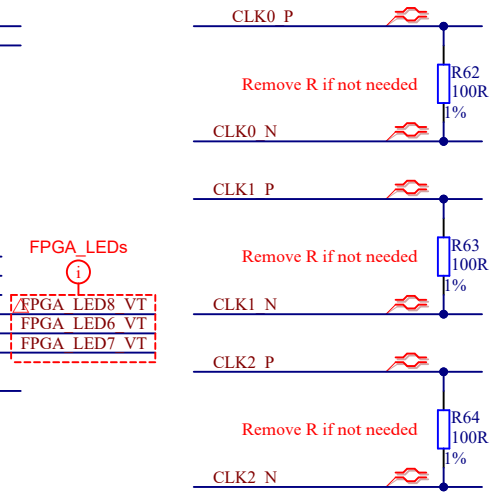 CLK0_P
Remove R if not needed
R62
100R
1%
CLK0_N
CLK1_P
FPGA_LEDs
i
Remove R if not needed
R63
100R
1%
FPGA_LED8_VT
CLK1_N
FPGA_LED6_VT
FPGA_LED7_VT
CLK2_P
Remove R if not needed
R64
100R
1%
CLK2_N